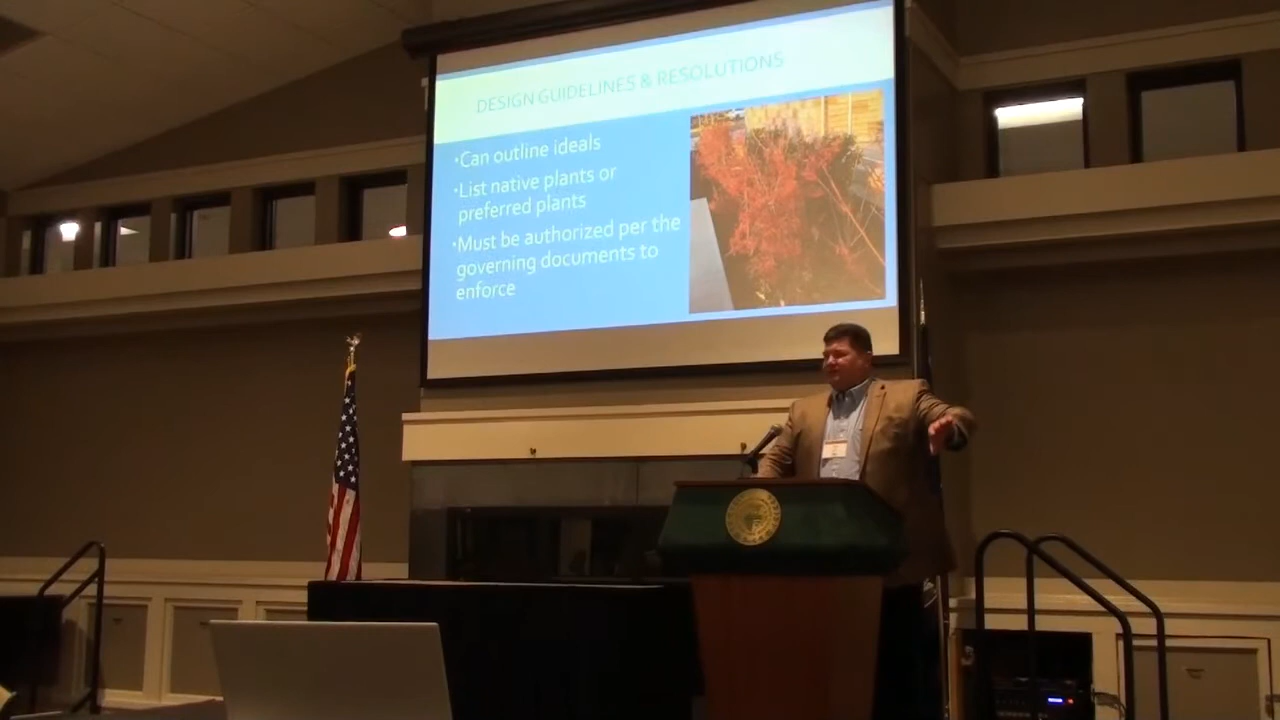 DESIGN GUIDELINES & RESOLUTIONS
•Can outline ideals
•List native plants or
preferred plants
•Must be authorized per the
governing documents to
enforce